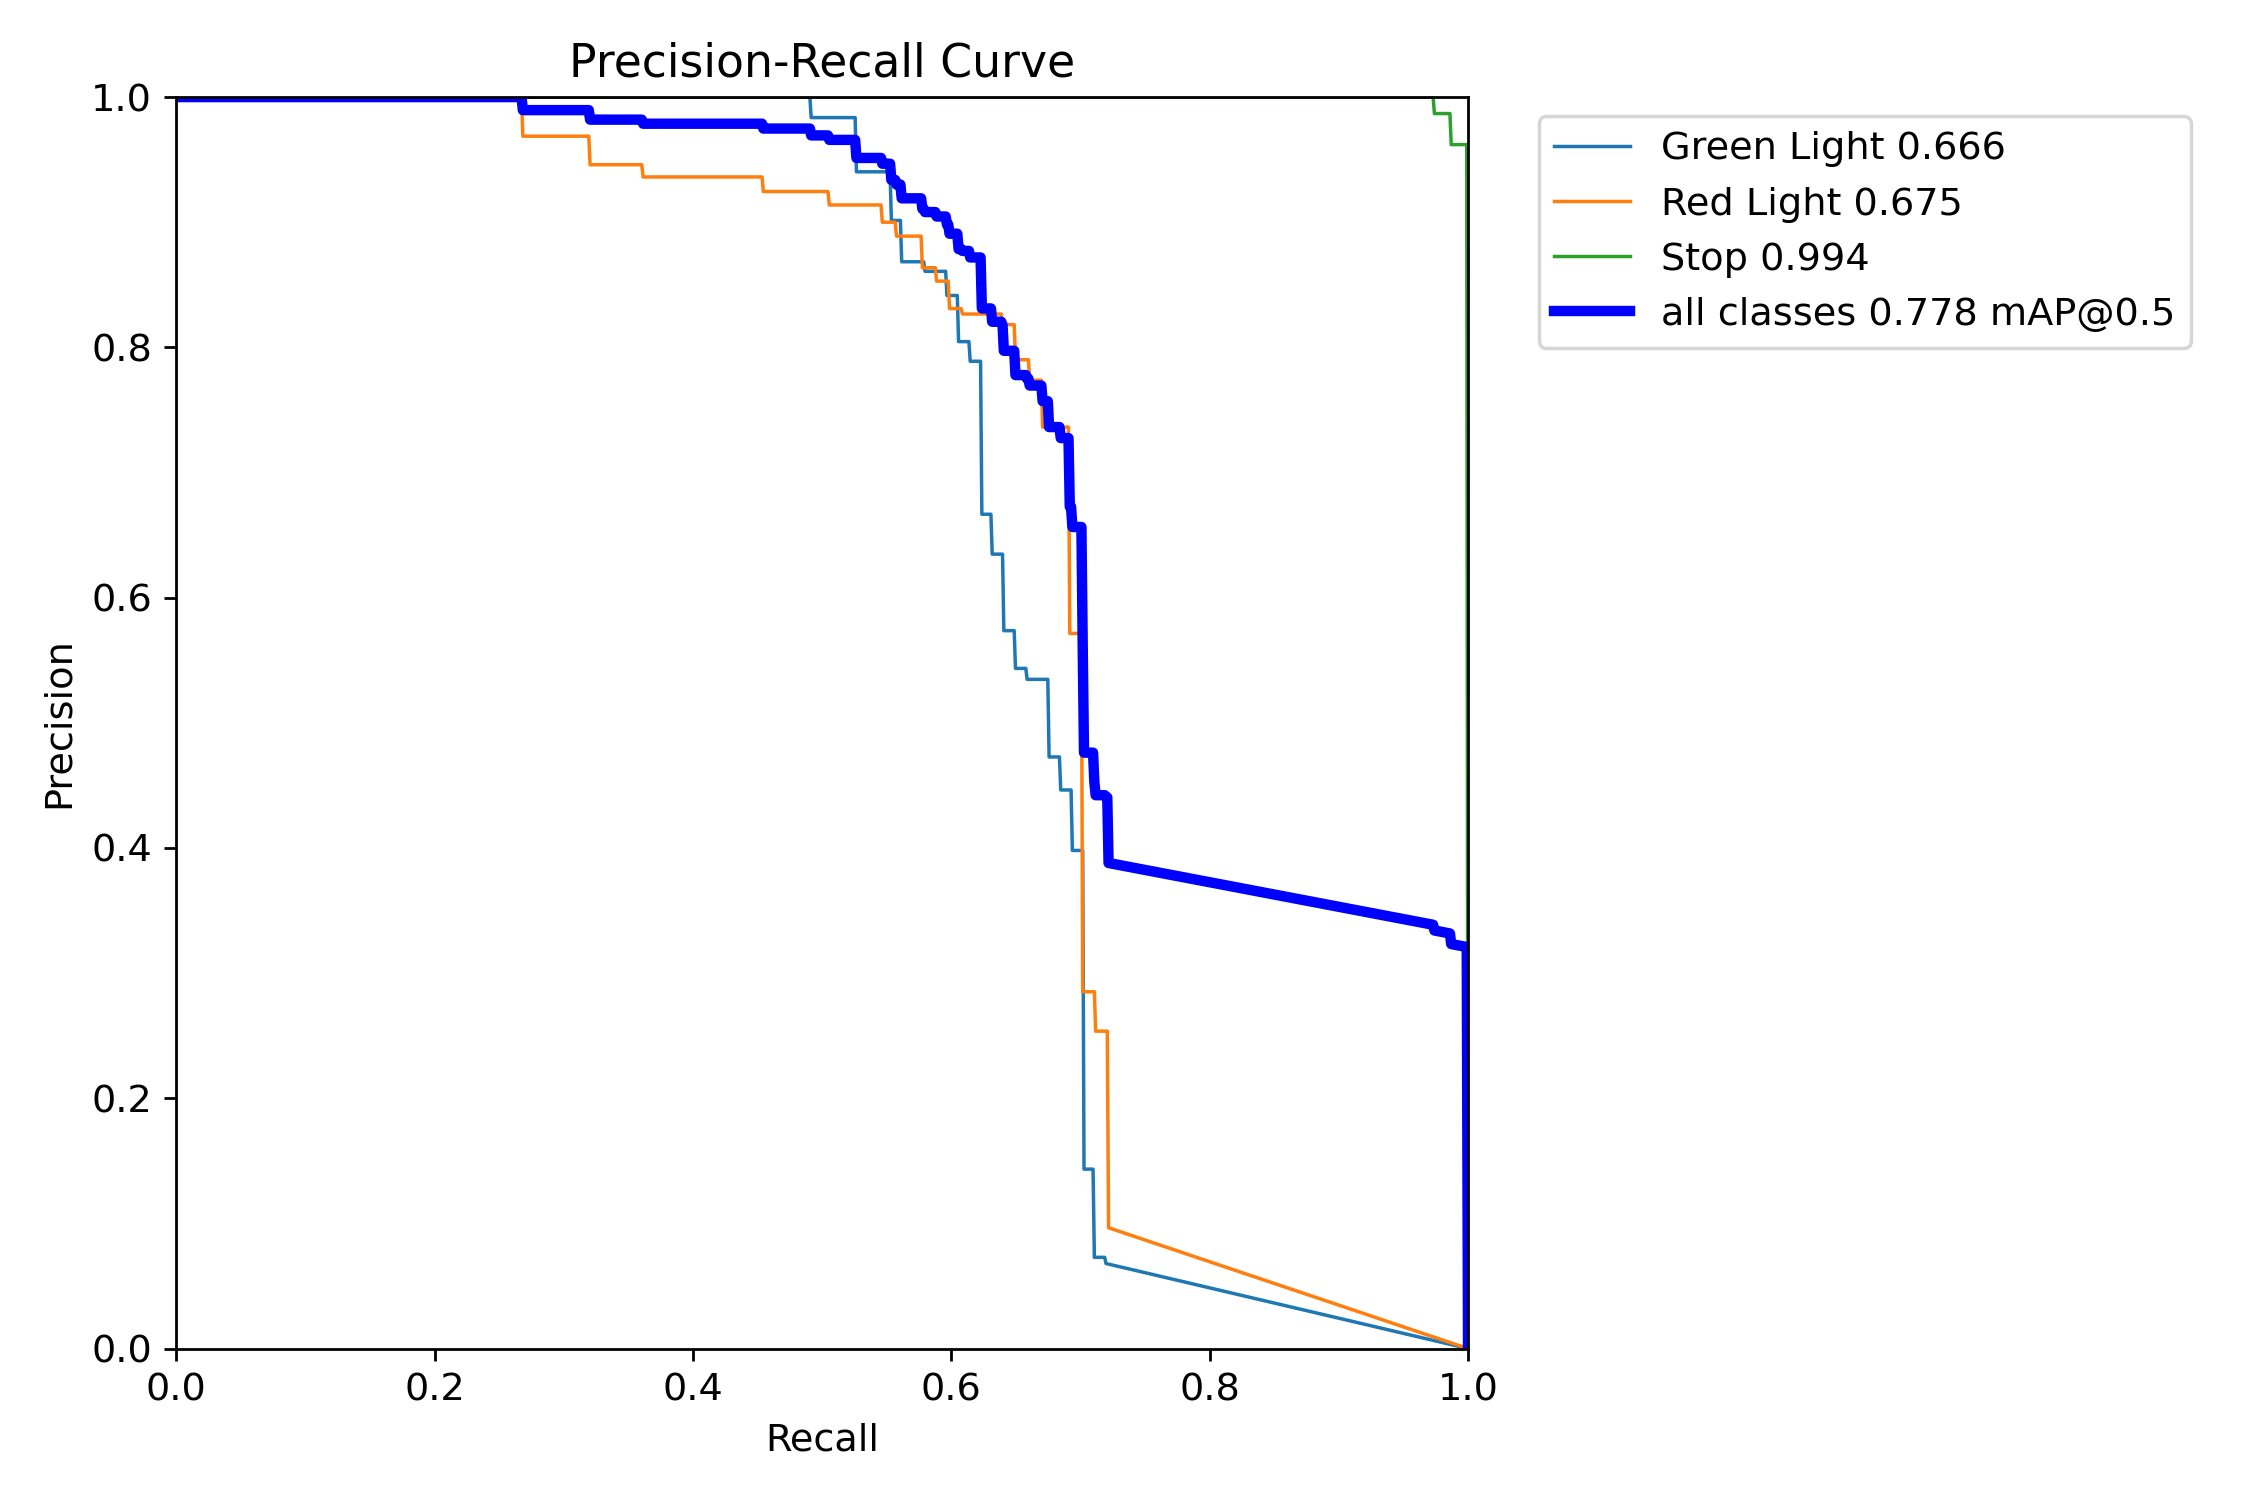 Precision-Recall Curve
1.0
0.8
0.6
0.4
0.2
0.0
Precision
0.0 0.2 0.4 0.6 0.8 1.0
Recall
Green Light 0.666
Red Light 0.675
Stop 0.994
all classes 0.778 mAP@0.5